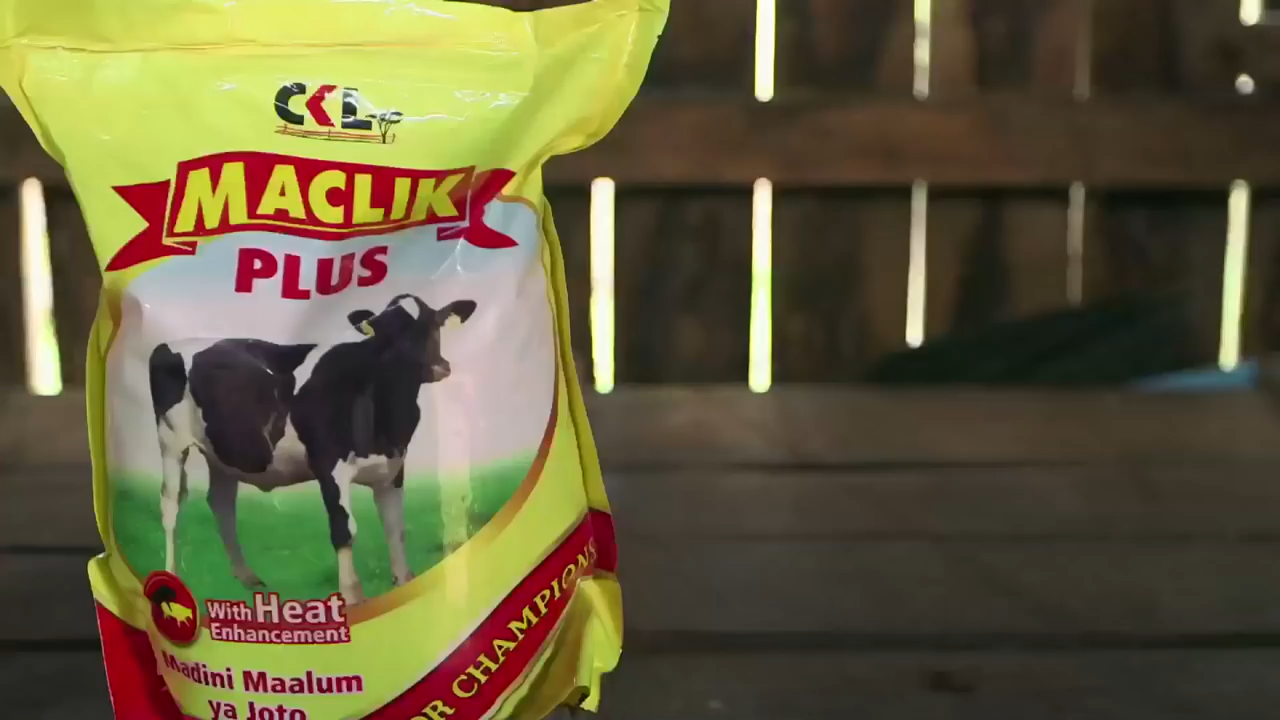 CKL
MACLIK
PLUS
With Heat
Enhancement
Madini Maalum
ya Joto
CHAMPIONS